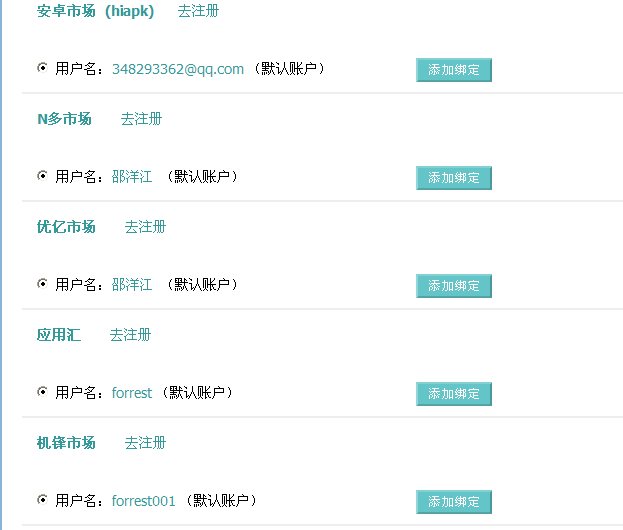 安卓市场 (hiapk) 去注册
用户名：348293362@qq.com （默认账户） 添加绑定
N多市场 去注册
用户名：邵洋江 （默认账户） 添加绑定
优亿市场 去注册
用户名：邵洋江 （默认账户） 添加绑定
应用汇 去注册
用户名：forrest （默认账户） 添加绑定
机锋市场 去注册
用户名：forrest001 （默认账户） 添加绑定